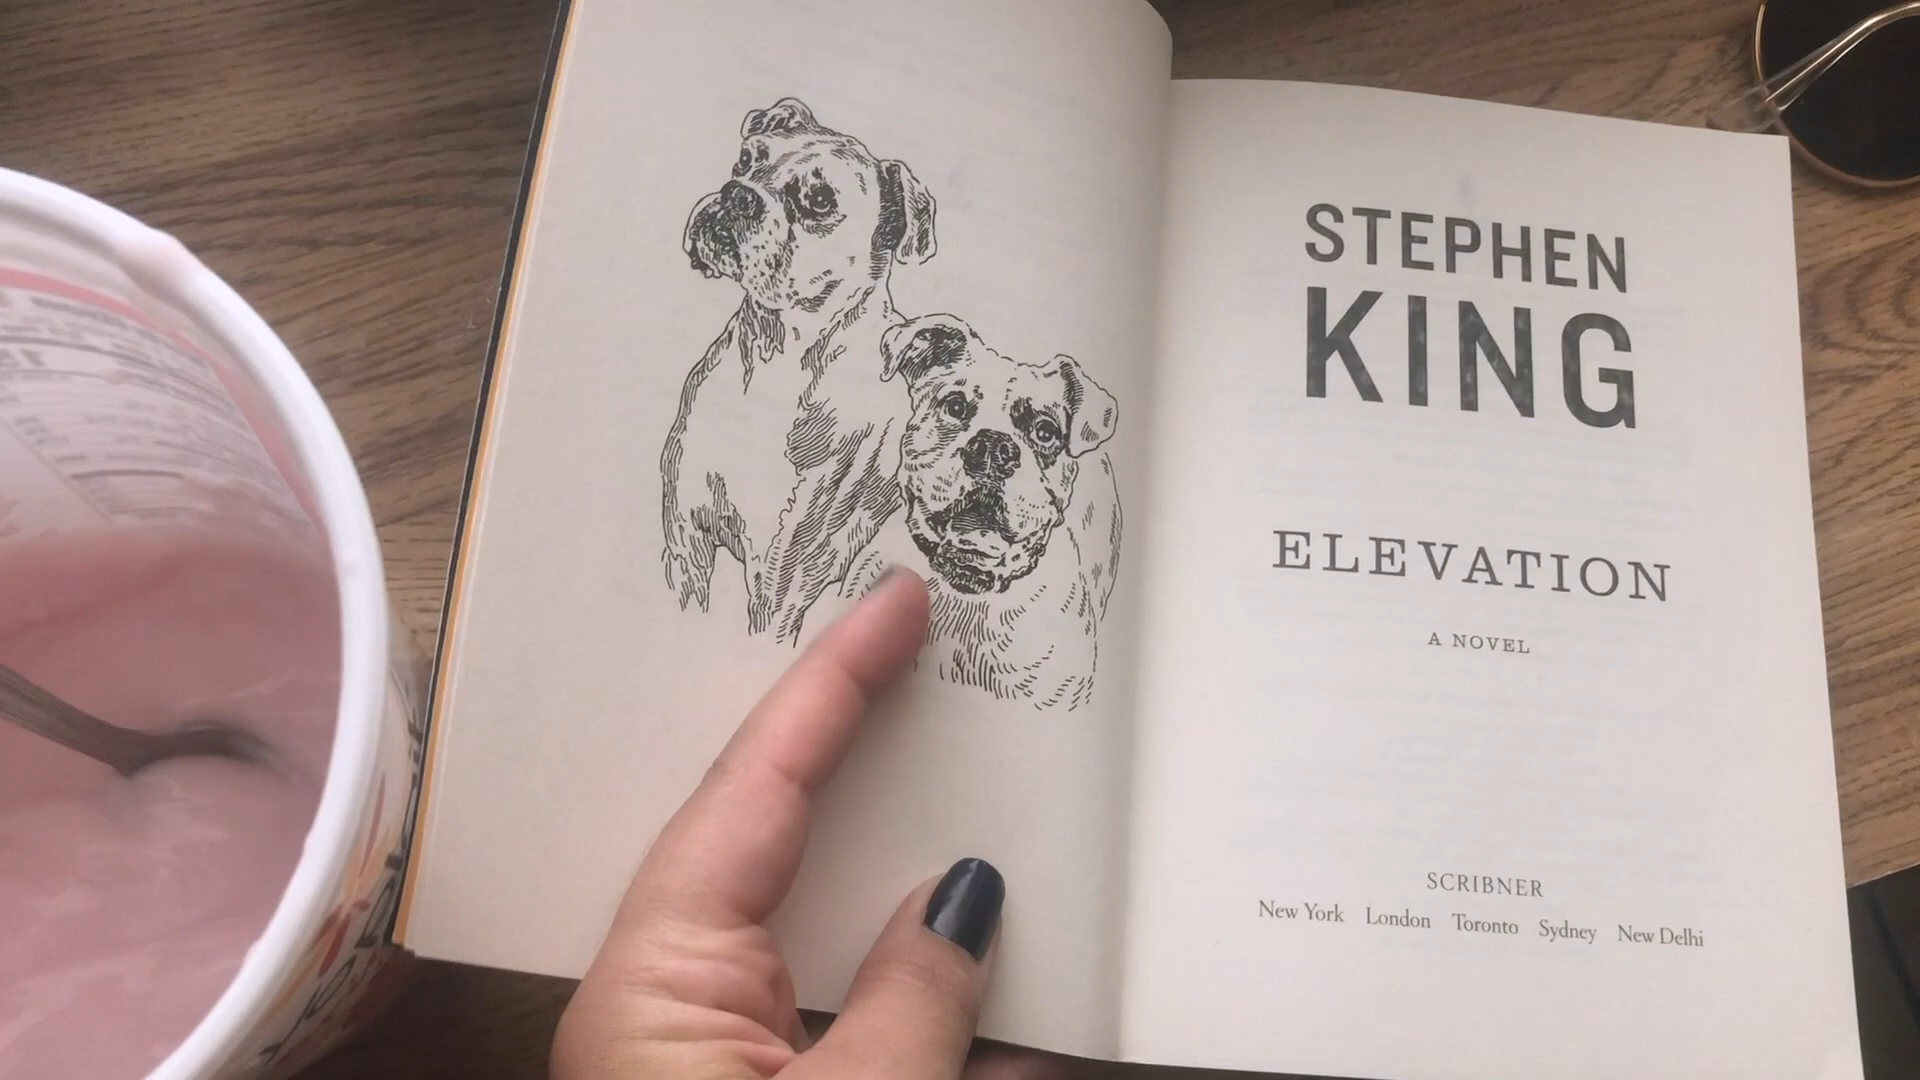 STEPHEN
KING
ELEVATION
A NOVEL
SCRIBNER
New York London Toronto Sydney New Delhi